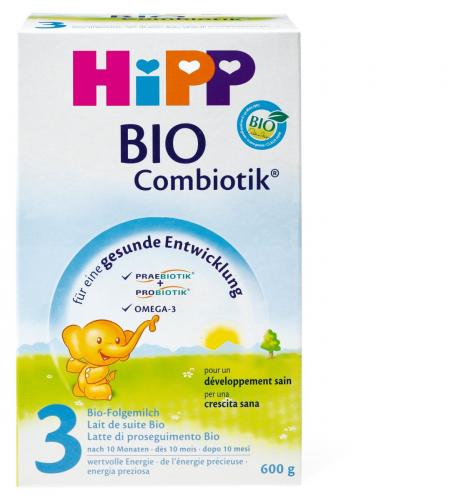 HiPP
BIO
Combiotik®
BIO
für eine gesunde Entwicklung
PRAEBIOTIK®
+
PROBIOTIK®
OMEGA-3
pour un
développement sain
per una
crescita sana
3
Bio-Folgemilch
Lait de suite Bio
Latte di proseguimento Bio
nach 10 Monaten · dès 10 mois · dopo 10 mesi
wertvolle Energie · de l'énergie précieuse ·
energia preziosa
600 g